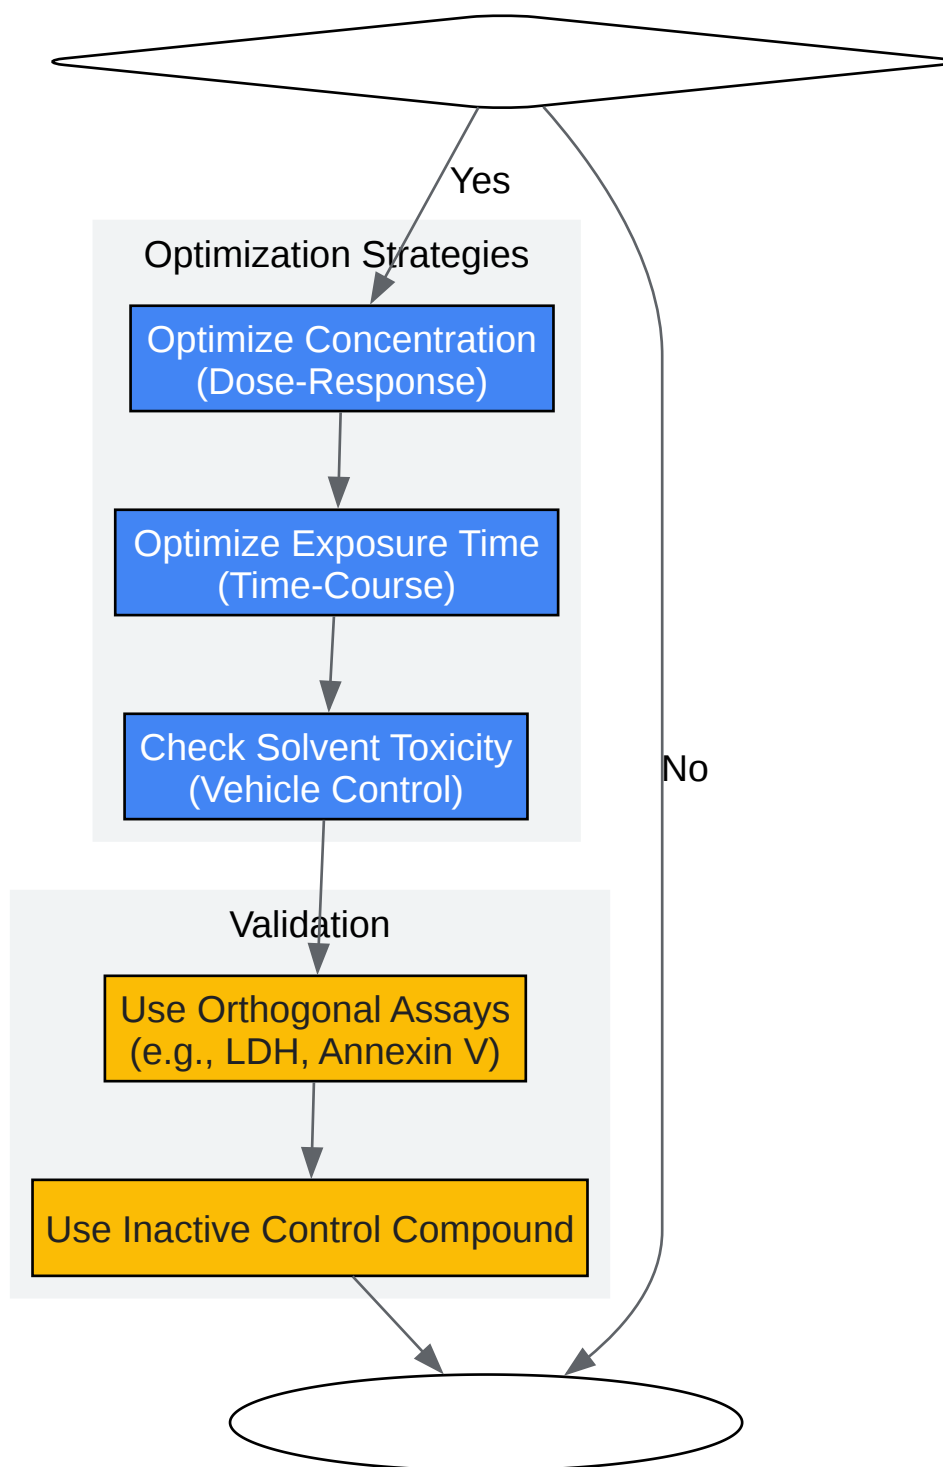 Yes
Optimization Strategies
Optimize Concentration
(Dose-Response)
Optimize Exposure Time
(Time-Course)
Check Solvent Toxicity
(Vehicle Control)
No
Validation
Use Orthogonal Assays
(e.g., LDH, Annexin V)
Use Inactive Control Compound